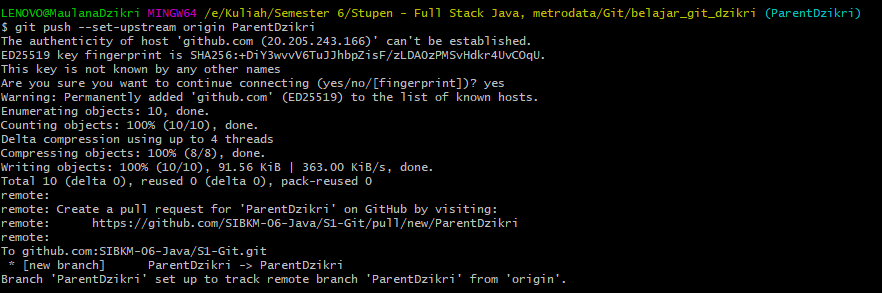 LENOVO@MaulanaDzikri MINGW64 /e/Kuliah/Semester 6/Stupen - Full Stack Java, metrodata/Git/belajar_git_dzikri (ParentDzikri)
$ git push --set-upstream origin ParentDzikri
The authenticity of host 'github.com (20.205.243.166)' can't be established.
ED25519 key fingerprint is SHA256:+DiY3wvvV6TuJJhbpZisF/zLDA0zPMSvHdkr4UvCOqU.
This key is not known by any other names
Are you sure you want to continue connecting (yes/no/[fingerprint])? yes
Warning: Permanently added 'github.com' (ED25519) to the list of known hosts.
Enumerating objects: 10, done.
Counting objects: 100% (10/10), done.
Delta compression using up to 4 threads
Compressing objects: 100% (8/8), done.
Writing objects: 100% (10/10), 91.56 KiB | 363.00 KiB/s, done.
Total 10 (delta 0), reused 0 (delta 0), pack-reused 0
remote:
remote: Create a pull request for 'ParentDzikri' on GitHub by visiting:
remote:      https://github.com/SIBKM-06-Java/S1-Git/pull/new/ParentDzikri
remote:
To github.com:SIBKM-06-Java/S1-Git.git
 * [new branch]      ParentDzikri -> ParentDzikri
Branch 'ParentDzikri' set up to track remote branch 'ParentDzikri' from 'origin'.